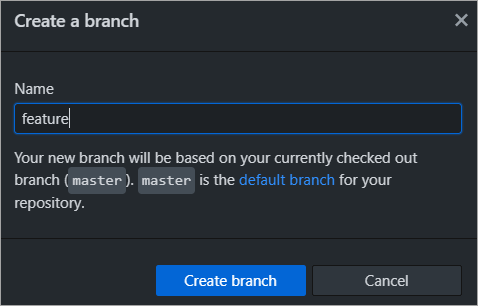 Create a branch
Name
feature
Your new branch will be based on your currently checked out
branch (master). master is the default branch for your
repository.
Create branch
Cancel